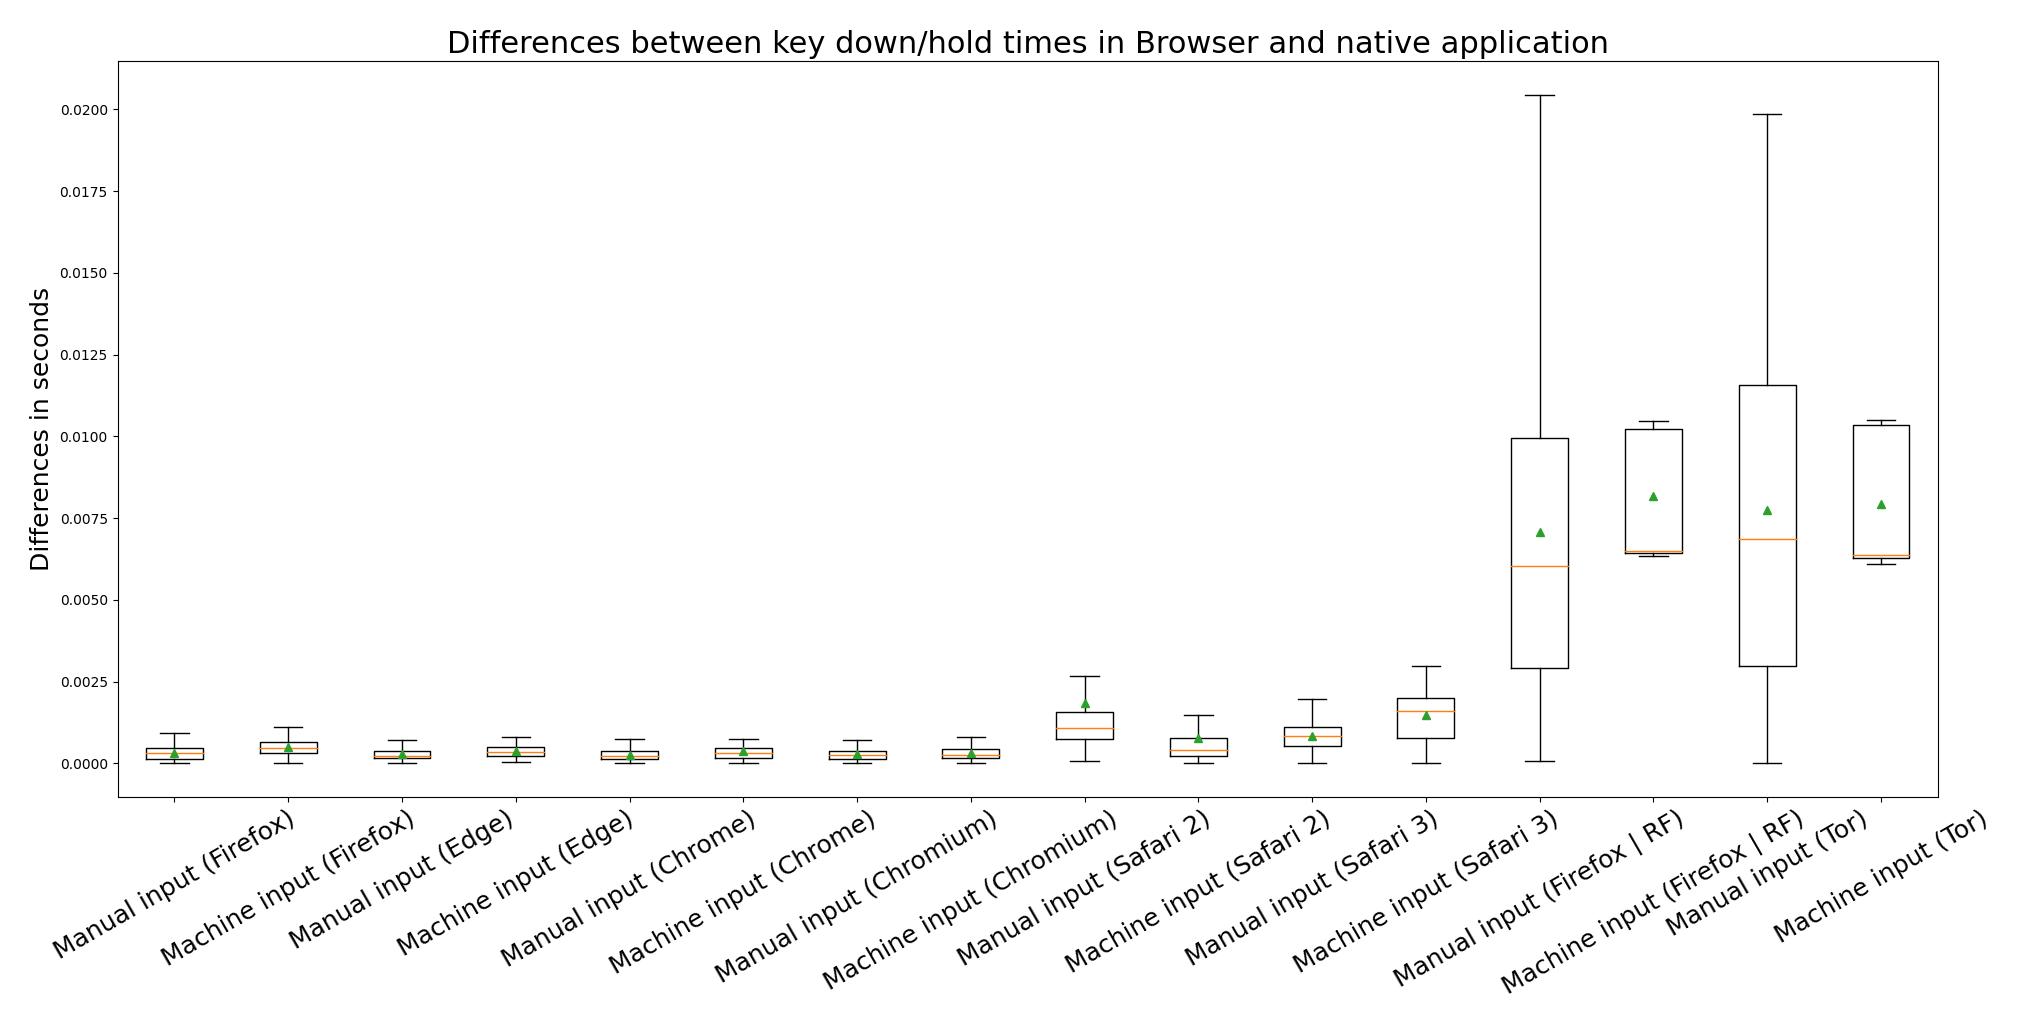 Differences between key down/hold times in Browser and native application
Differences in seconds
0.0200
0.0175
0.0150
0.0125
0.0100
0.0075
0.0050
0.0025
0.0000
Manual input (Firefox)
Machine input (Firefox)
Manual input (Edge)
Machine input (Edge)
Manual input (Chrome)
Machine input (Chrome)
Manual input (Chromium)
Machine input (Chromium)
Manual input (Safari 2)
Machine input (Safari 2)
Manual input (Safari 3)
Machine input (Safari 3)
Manual input (Firefox | RF)
Machine input (Firefox | RF)
Manual input (Tor)
Machine input (Tor)